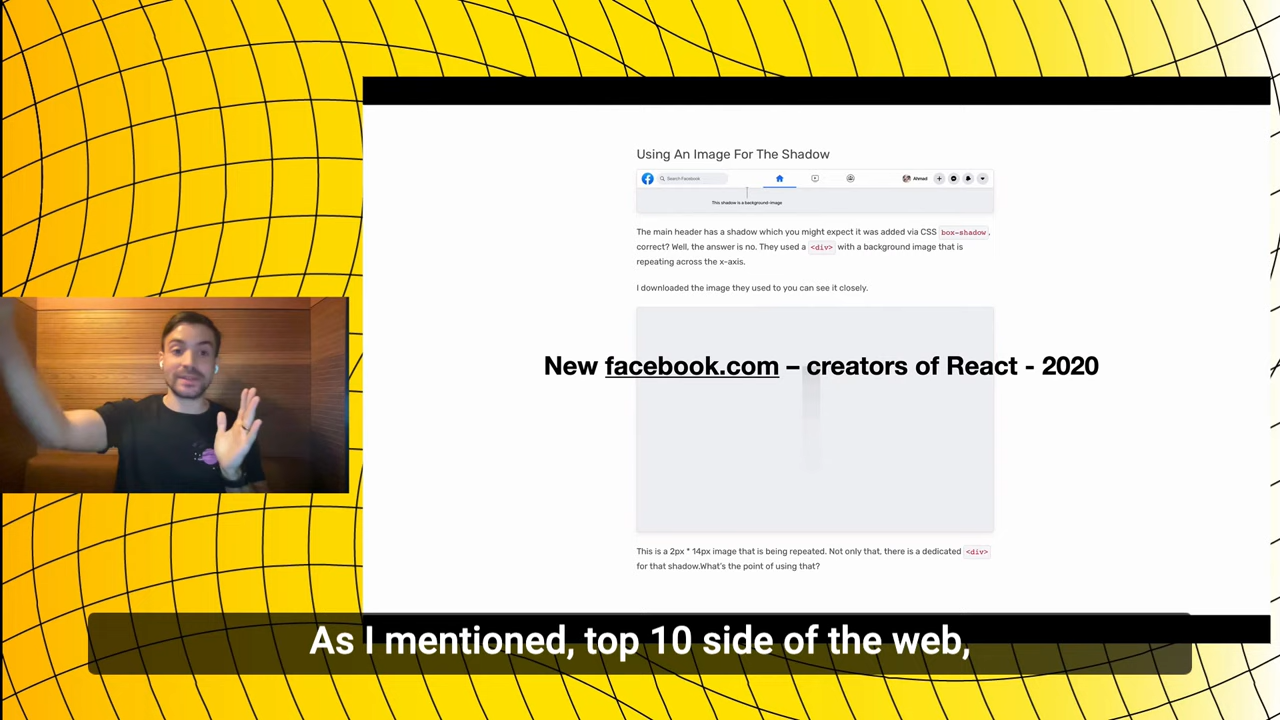 Using An Image For The Shadow
Search Facebook
Ahmad
This shadow is a background-image
The main header has a shadow which you might expect it was added via CSS box-shadow,
correct? Well, the answer is no. They used a <div> with a background image that is
repeating across the x-axis.
I downloaded the image they used to you can see it closely.
New facebook.com – creators of React - 2020
This is a 2px * 14px image that is being repeated. Not only that, there is a dedicated <div>
for that shadow.What's the point of using that?
As I mentioned, top 10 side of the web,